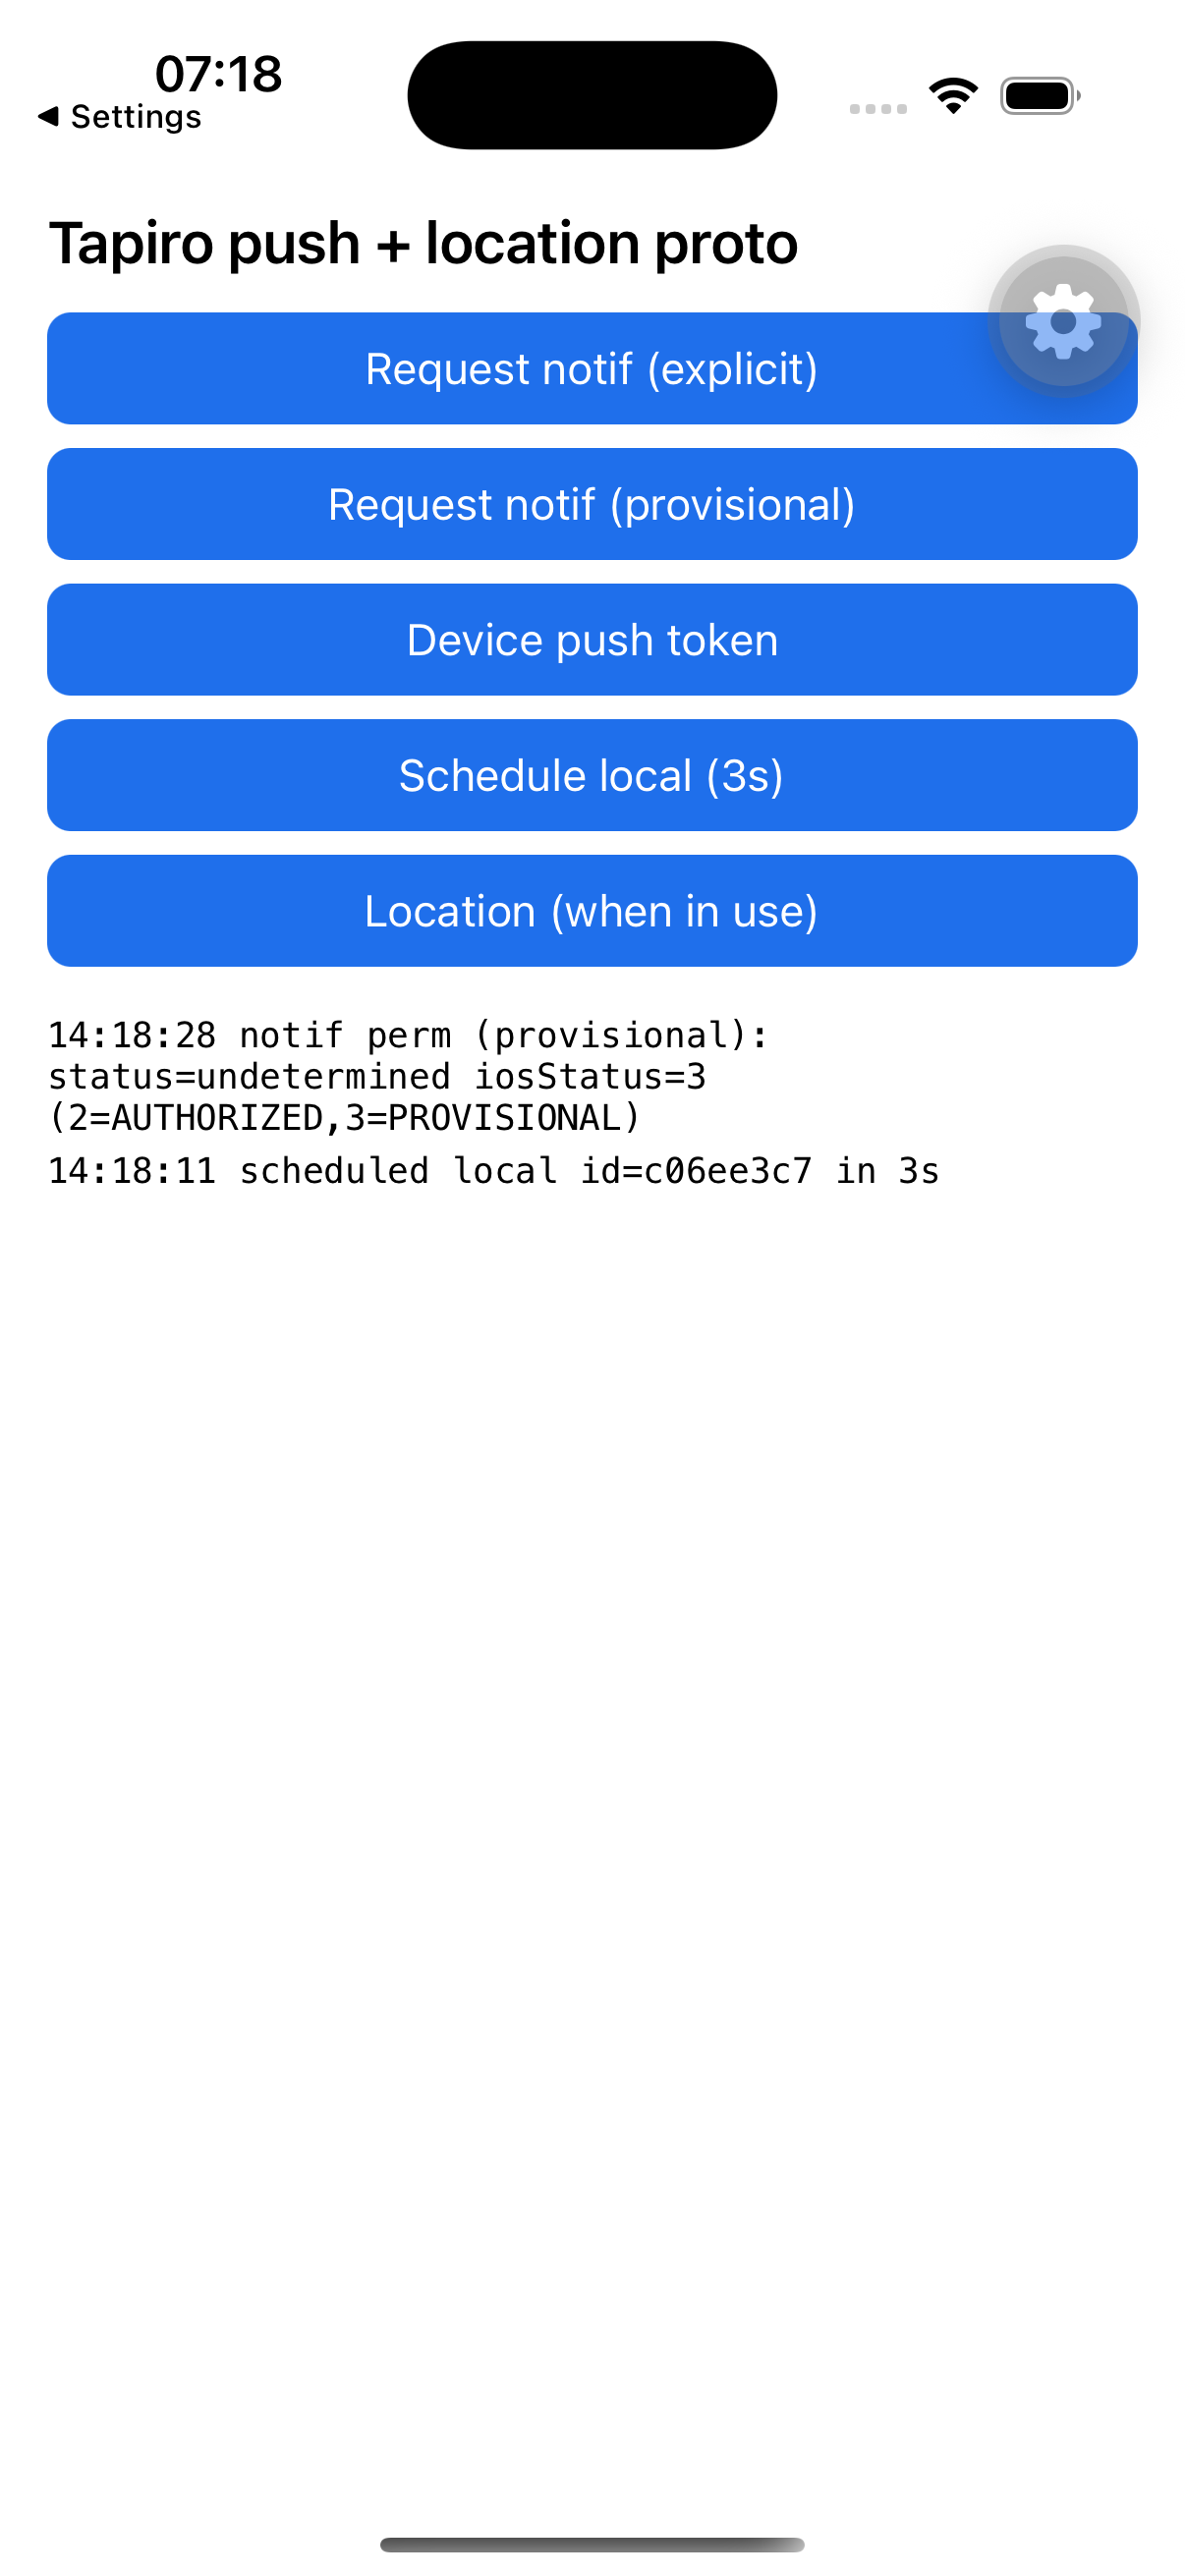 07:18
◀ Settings
Tapiro push + location proto
Request notif (explicit)
Request notif (provisional)
Device push token
Schedule local (3s)
Location (when in use)
14:18:28 notif perm (provisional):
status=undetermined iosStatus=3
(2=AUTHORIZED,3=PROVISIONAL)
14:18:11 scheduled local id=c06ee3c7 in 3s